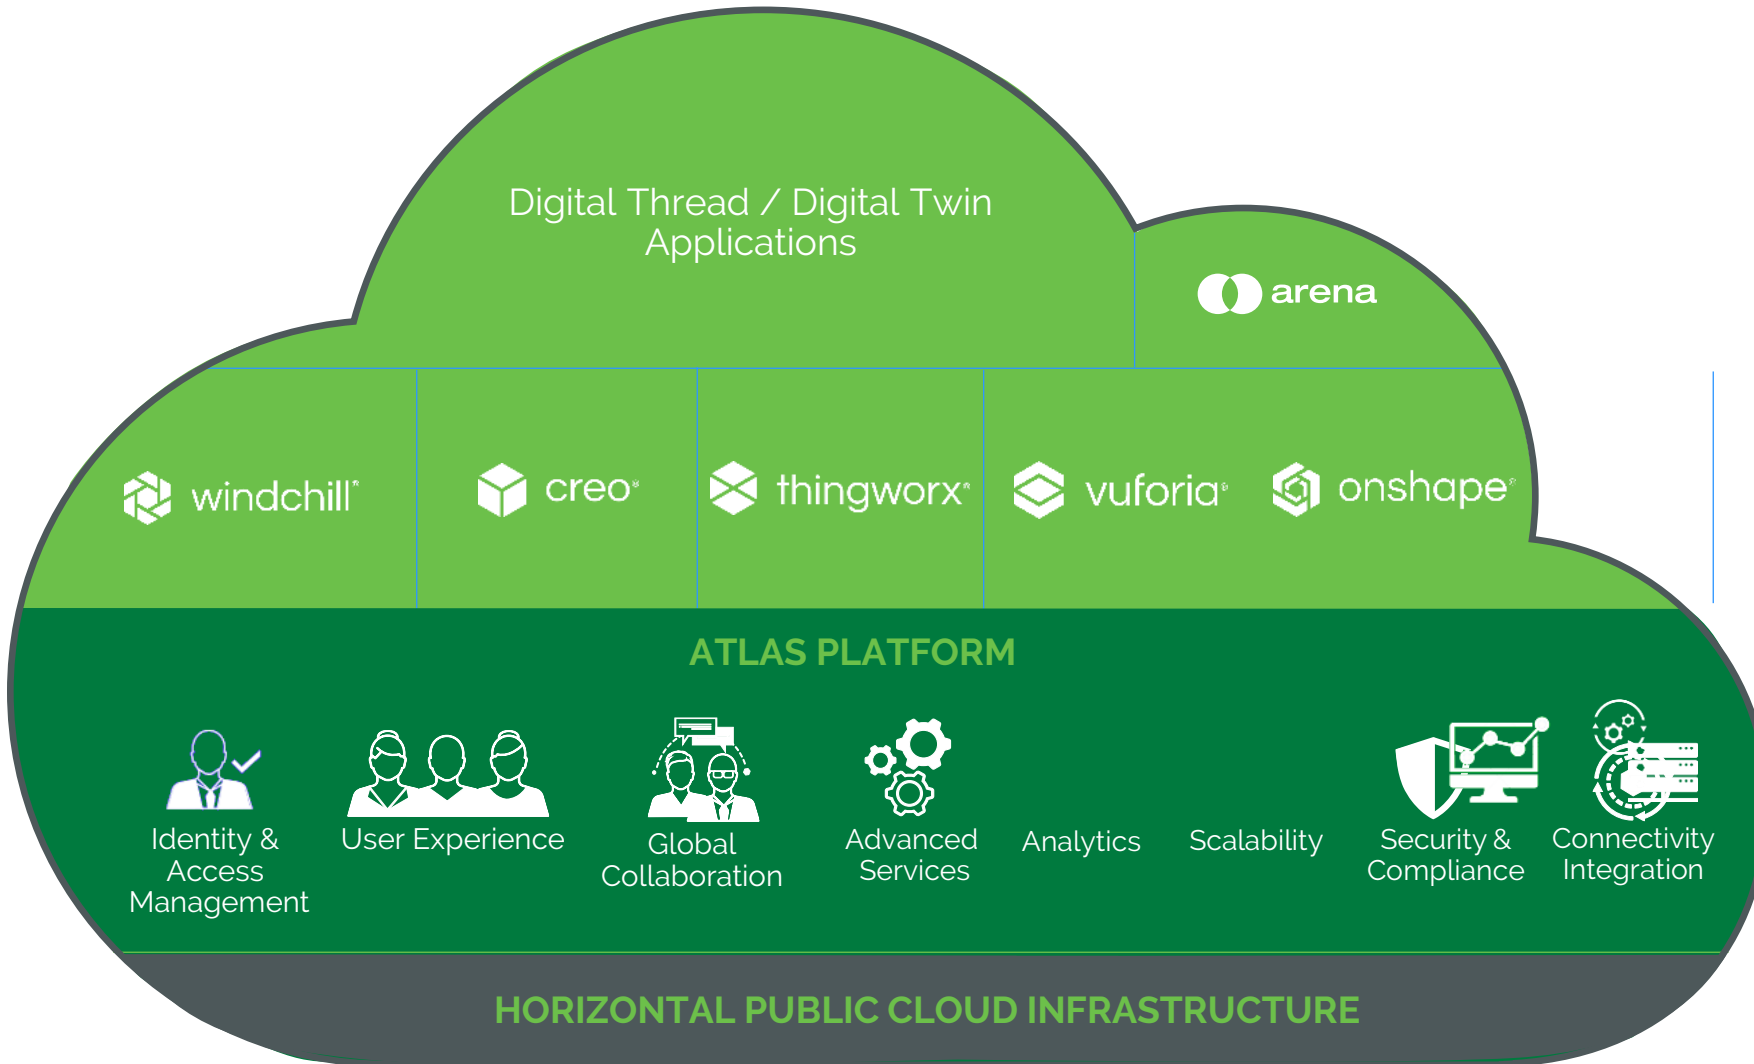 Digital Thread / Digital Twin
Applications
arena
windchill®
creo®
thingworx®
vuforia®
onshape®
ATLAS PLATFORM
Identity &
Access
Management
User Experience
Global
Collaboration
Advanced
Services
Analytics
Scalability
Security &
Compliance
Connectivity
Integration
HORIZONTAL PUBLIC CLOUD INFRASTRUCTURE